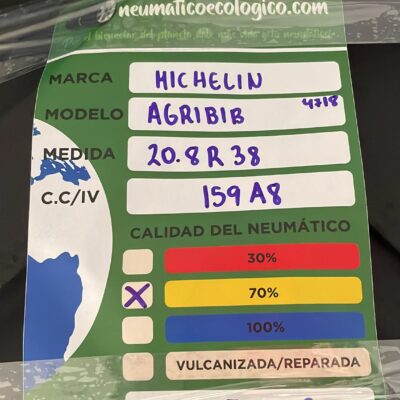 neumaticoecologico.com
MARCA MICHELIN
MODELO AGRIBIB 4718
MEDIDA 20.8 R 38
C.C/IV 159 A8
CALIDAD DEL NEUMÁTICO
30%
X 70%
100%
VULCANIZADA/REPARADA